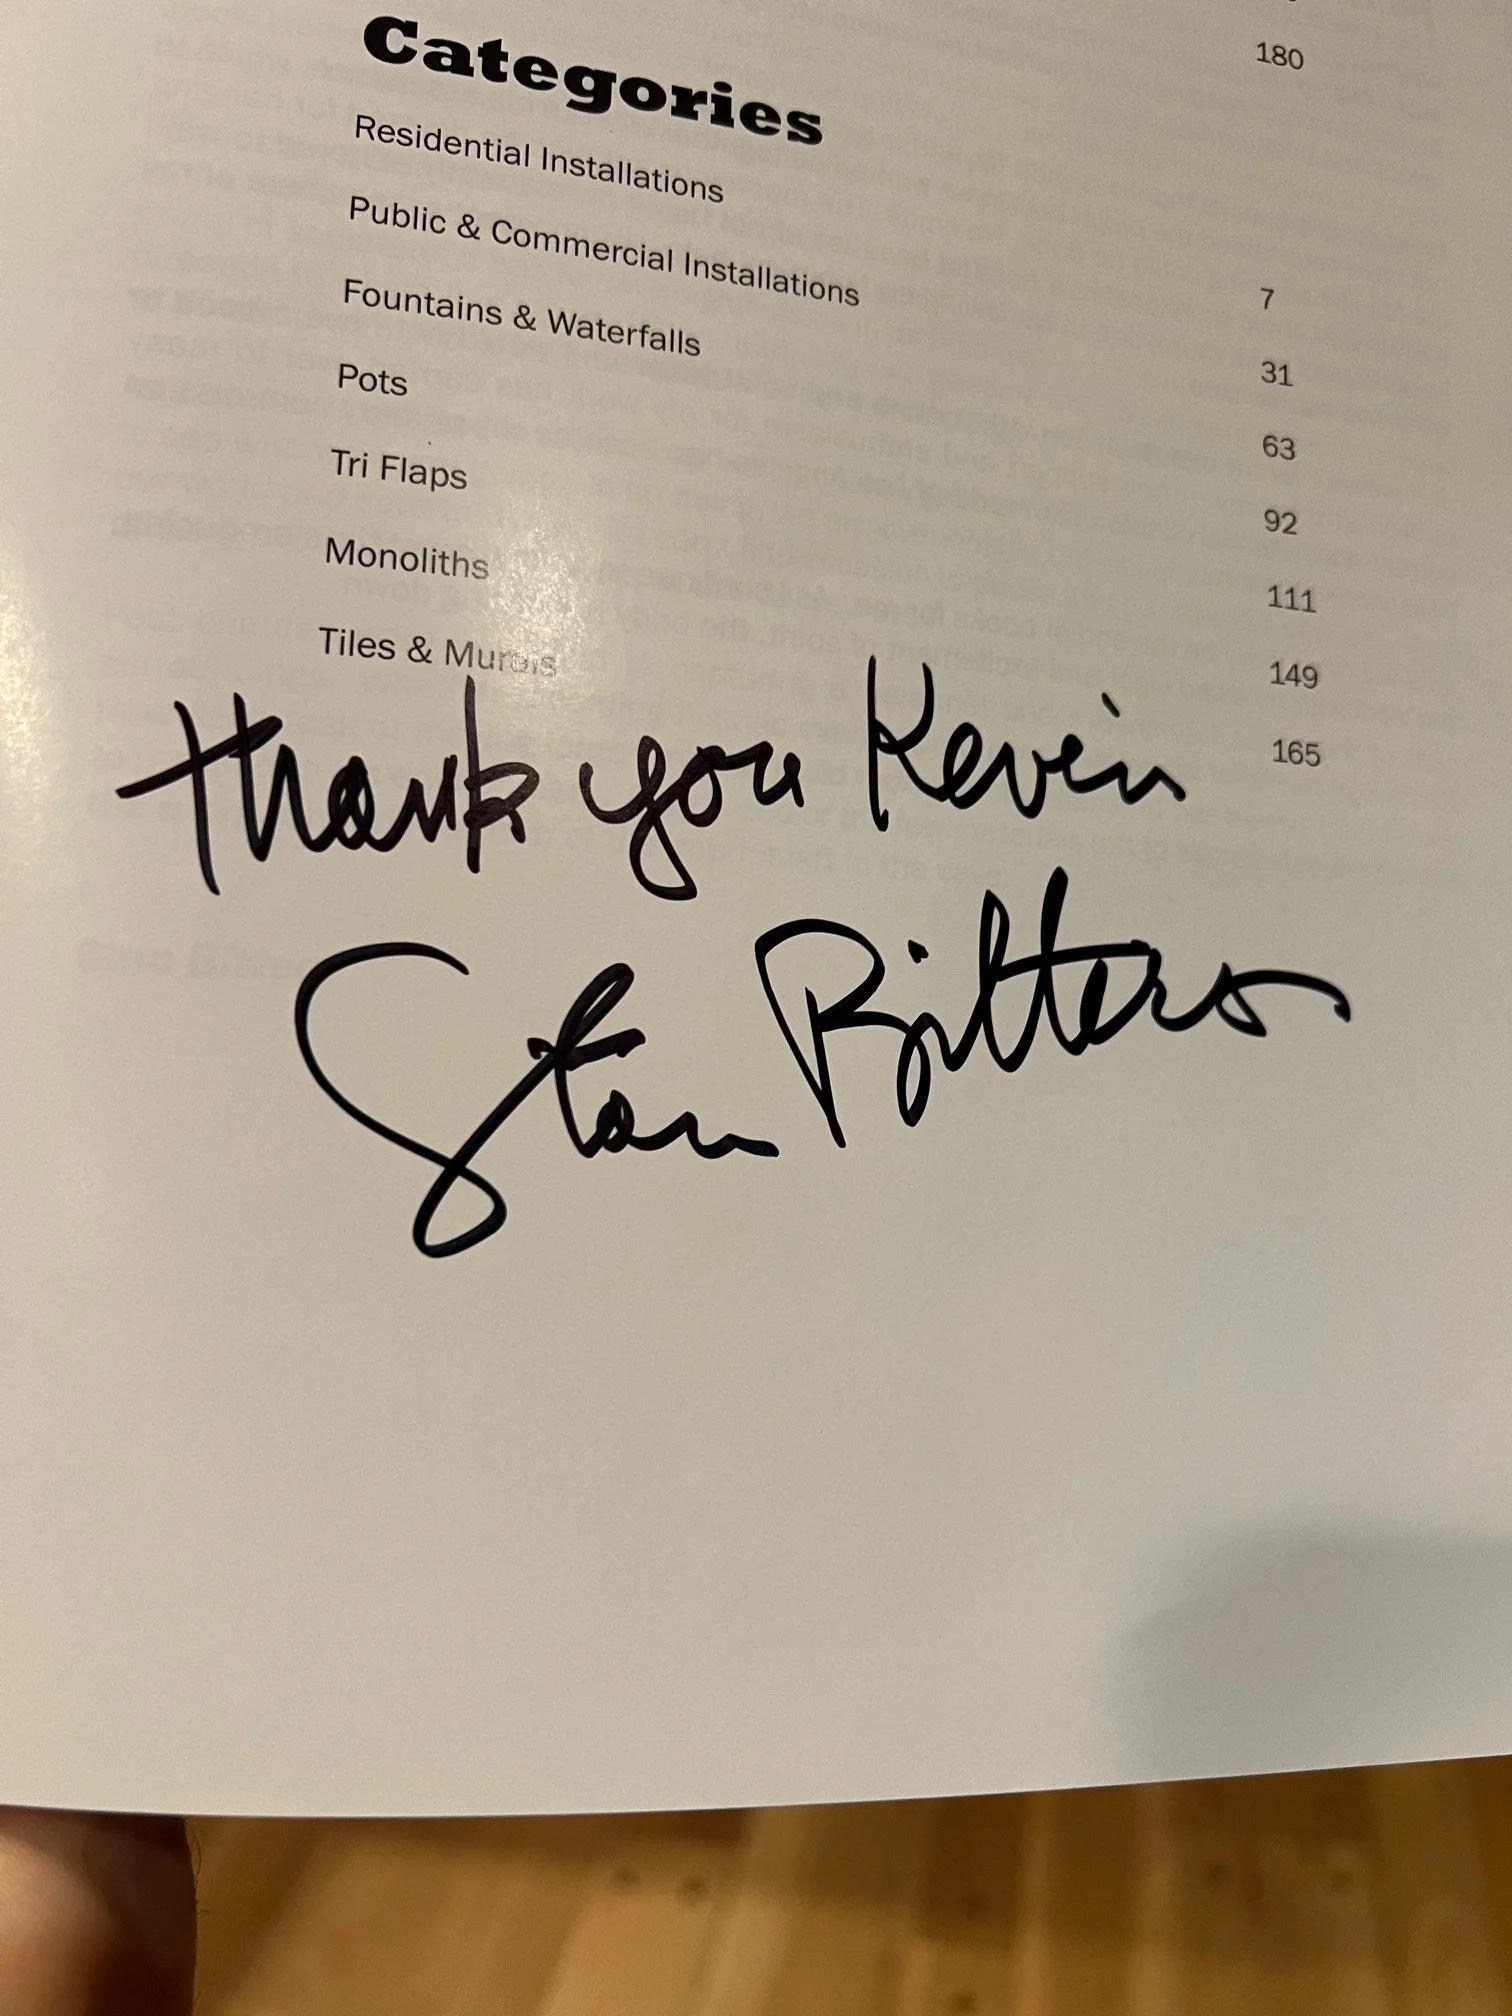 180
Categories
Residential Installations 7
Public & Commercial Installations 31
Fountains & Waterfalls 63
Pots 92
Tri Flaps 111
Monoliths 149
Tiles & Murals 165
Thank you Kevin
Stan Bitters